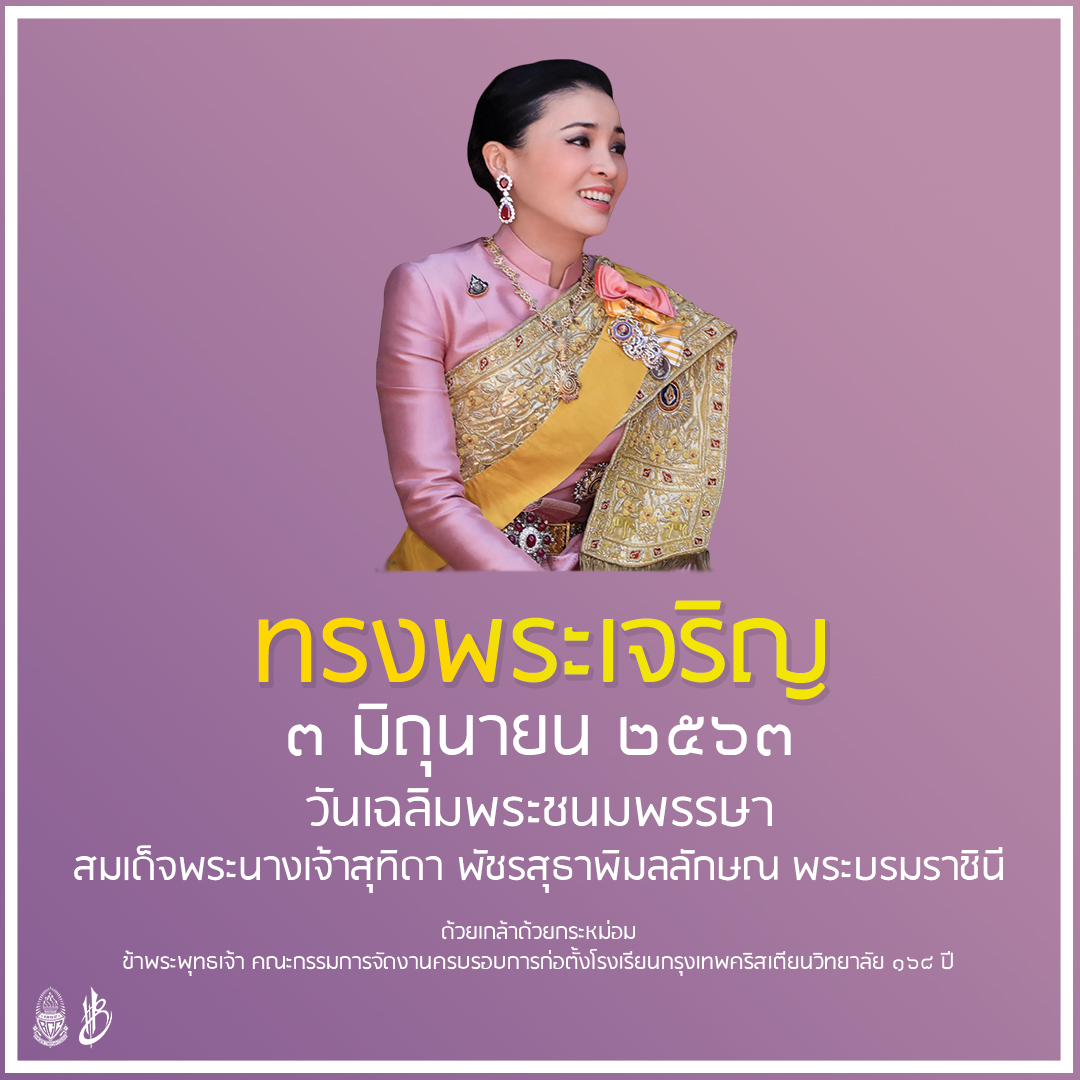 ทรงพระเจริญ
๓ มิถุนายน ๒๕๖๓
วันเฉลิมพระชนมพรรษา
สมเด็จพระนางเจ้าสุทิดา พัชรสุธาพิมลลักษณ พระบรมราชินี
ด้วยเกล้าด้วยกระหม่อม
ข้าพระพุทธเจ้า คณะกรรมการจัดงานครบรอบการก่อตั้งโรงเรียนกรุงเทพคริสเตียนวิทยาลัย ๑๖๘ ปี